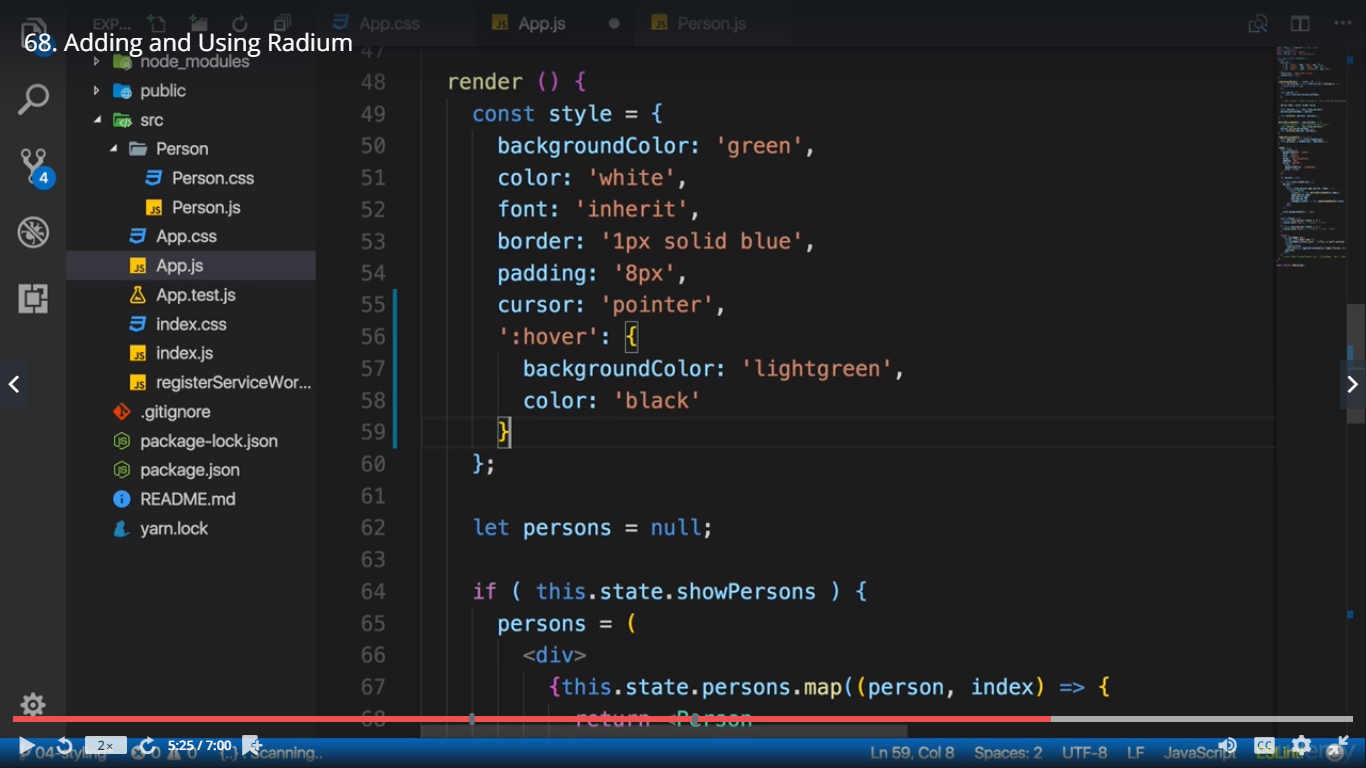 EXP...
App.css
App.js
Person.js
68. Adding and Using Radium
node_modules
public
src
Person
Person.css
Person.js
App.css
App.js
App.test.js
index.css
index.js
registerServiceWor...
.gitignore
package-lock.json
package.json
README.md
yarn.lock
4
47
48 render () {
49 const style = {
50 backgroundColor: 'green',
51 color: 'white',
52 font: 'inherit',
53 border: '1px solid blue',
54 padding: '8px',
55 cursor: 'pointer',
56 ':hover': {
57 backgroundColor: 'lightgreen',
58 color: 'black'
59 }
60 };
61
62 let persons = null;
63
64 if ( this.state.showPersons ) {
65 persons = (
66 <div>
67 {this.state.persons.map((person, index) => {
68 return <Person
2x
5:25 / 7:00
CC
04-styling
0
0
Scanning..
Ln 59, Col 8
Spaces: 2
UTF-8
LF
JavaScript
ESLint